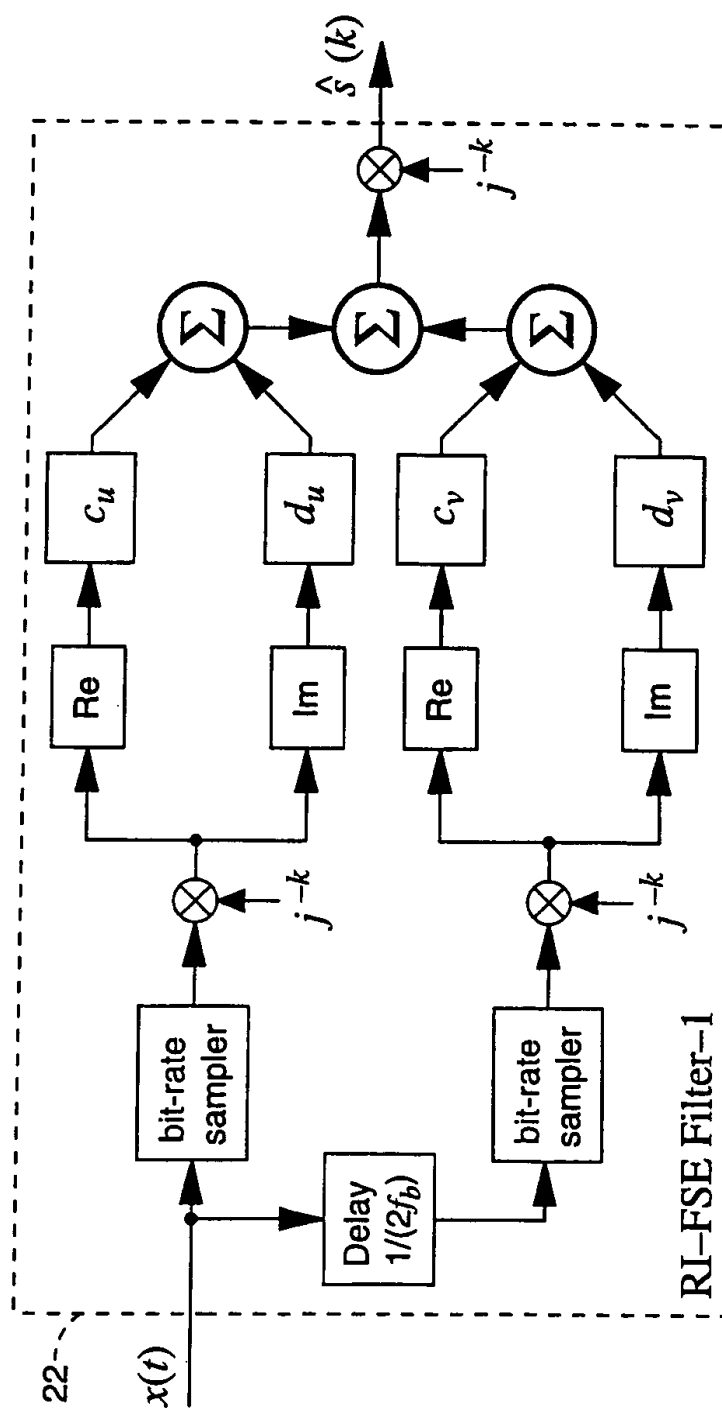 22
x(t)
bit-rate
sampler
j⁻ᵏ
Re
Im
c_u
d_u
Σ
Delay
1/(2f_b)
bit-rate
sampler
j⁻ᵏ
Re
Im
c_v
d_v
Σ
Σ
j⁻ᵏ
ŝ (k)
RI–FSE Filter–1